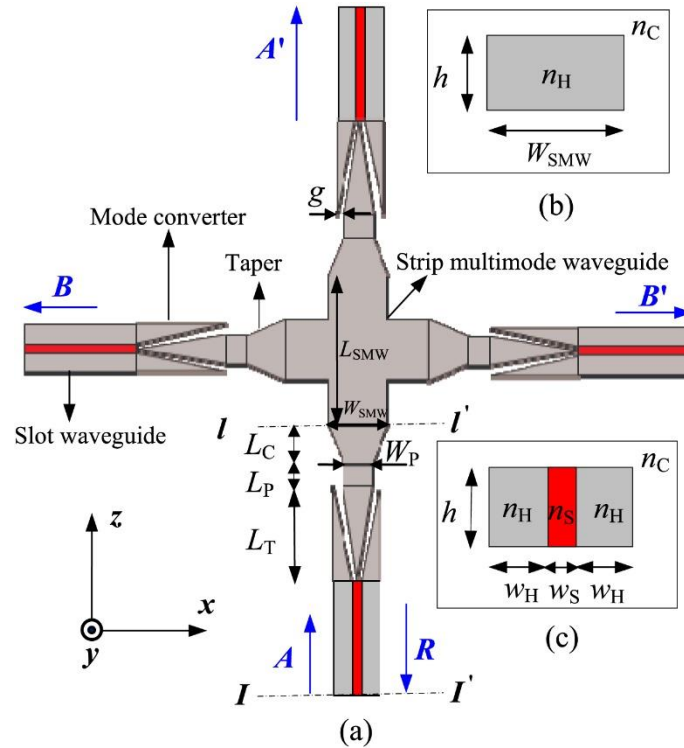 A'
n_C
h
n_H
W_SMW
(b)
g
Mode converter
Taper
Strip multimode waveguide
B
B'
L_SMW
Slot waveguide
W_SMW
l
l'
L_C
W_P
L_P
L_T
n_C
h
n_H
n_S
n_H
w_H
w_S
w_H
(c)
z
x
y
A
R
I
I'
(a)